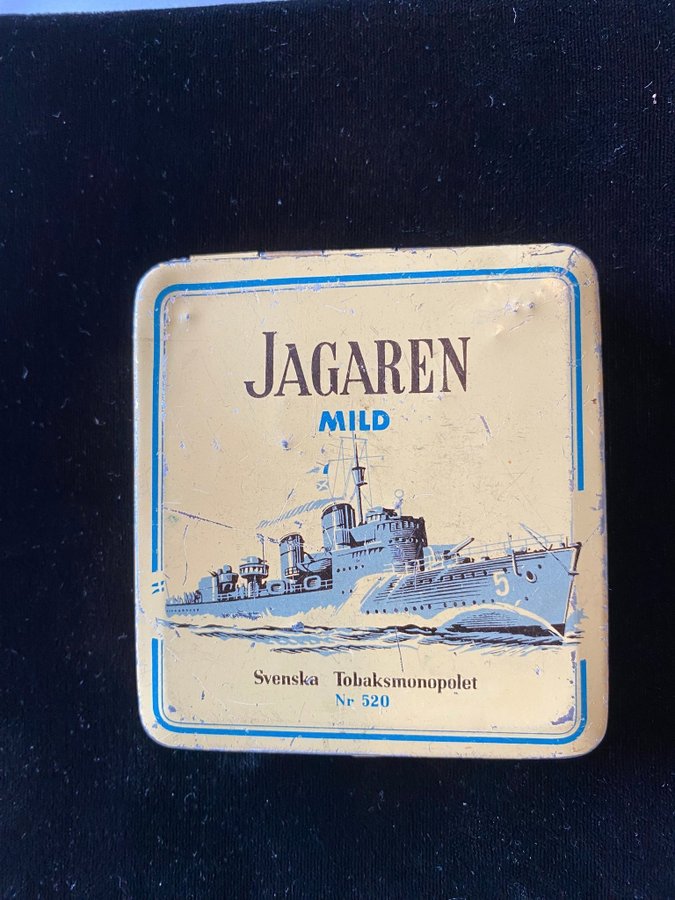 JAGAREN
MILD
5
Svenska Tobaksmonopolet
Nr 520